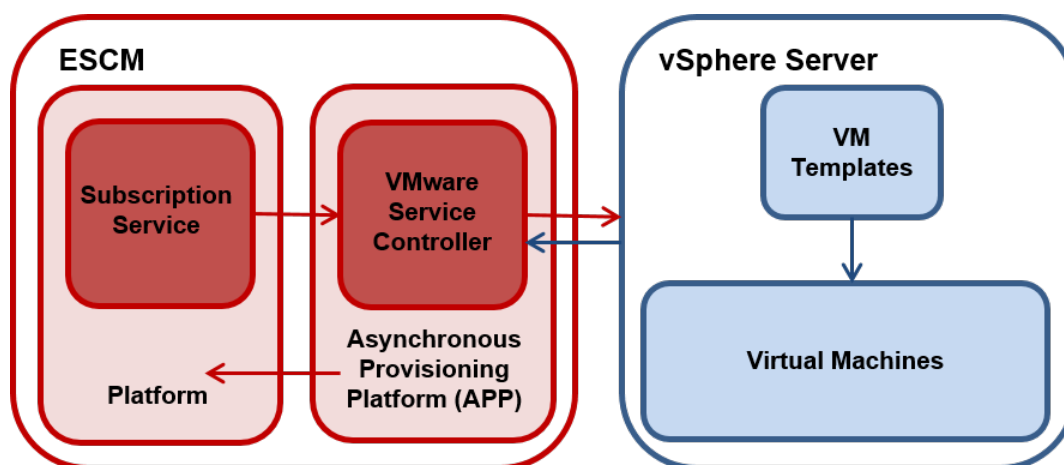 ESCM
Subscription
Service
Platform
VMware
Service
Controller
Asynchronous
Provisioning
Platform (APP)
vSphere Server
VM
Templates
Virtual Machines